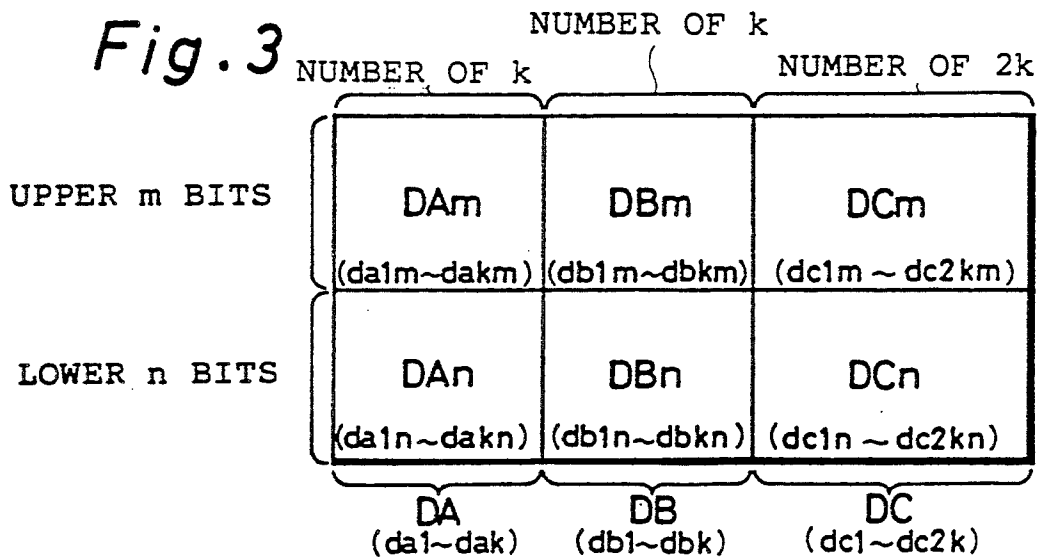 Fig. 3
NUMBER OF k
NUMBER OF k
NUMBER OF 2k
UPPER m BITS
DAm
DBm
DCm
(da1m~dakm)
(db1m~dbkm)
(dc1m ~ dc2km)
LOWER n BITS
DAn
DBn
DCn
(da1n~dakn)
(db1n~dbkn)
(dc1n ~ dc2kn)
DA
DB
DC
(da1~dak)
(db1~dbk)
(dc1~dc2k)